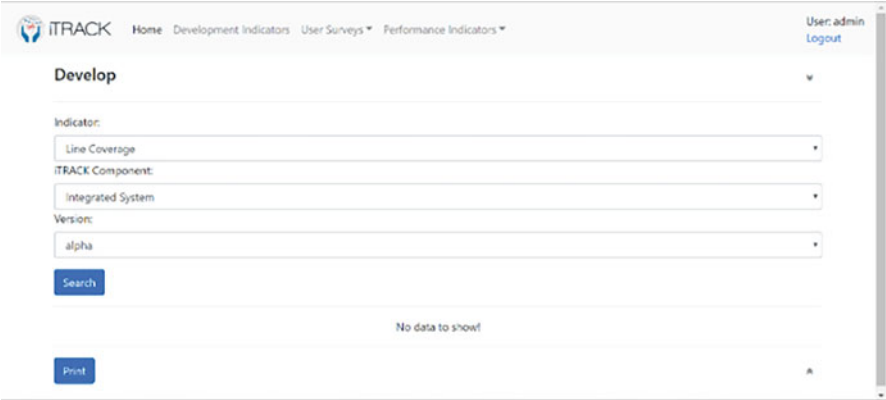 iTRACK Home Development Indicators User Surveys Performance Indicators User: admin
Logout
Develop
Indicator:
Line Coverage
iTRACK Component:
Integrated System
Version:
alpha
Search
No data to show!
Print